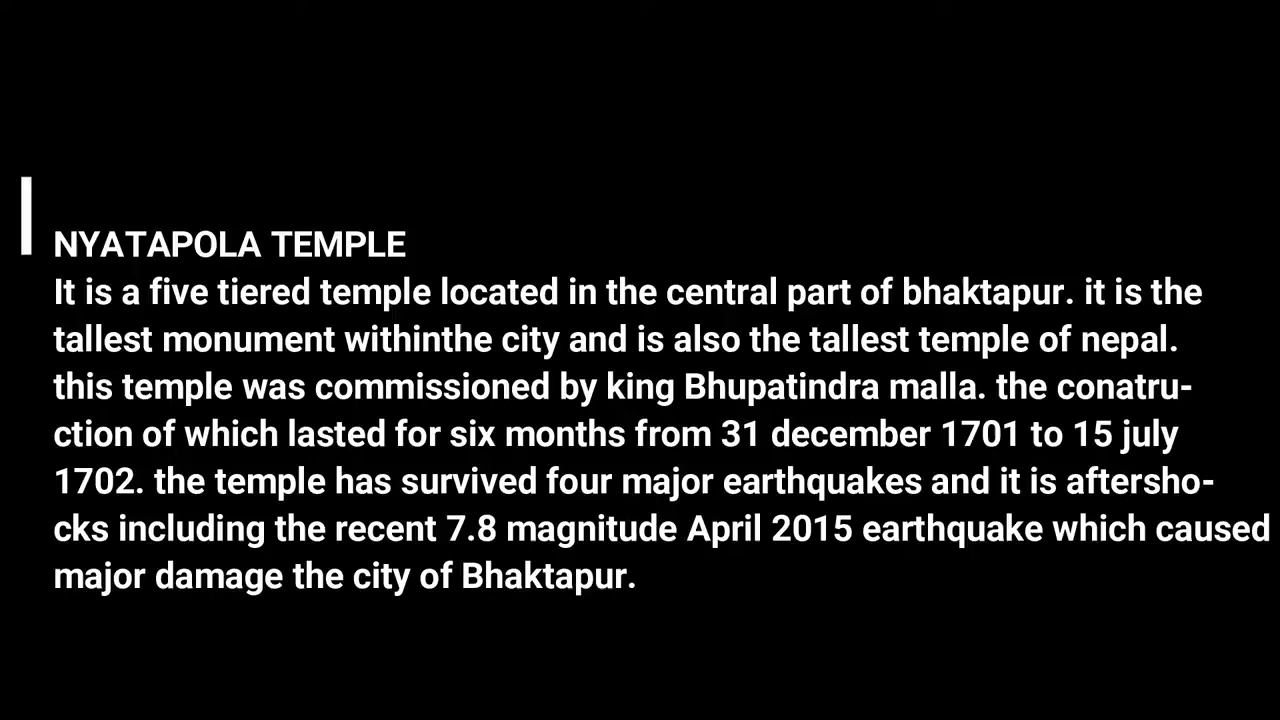 NYATAPOLA TEMPLE
It is a five tiered temple located in the central part of bhaktapur. it is the
tallest monument withinthe city and is also the tallest temple of nepal.
this temple was commissioned by king Bhupatindra malla. the conatru-
ction of which lasted for six months from 31 december 1701 to 15 july
1702. the temple has survived four major earthquakes and it is aftersho-
cks including the recent 7.8 magnitude April 2015 earthquake which caused
major damage the city of Bhaktapur.